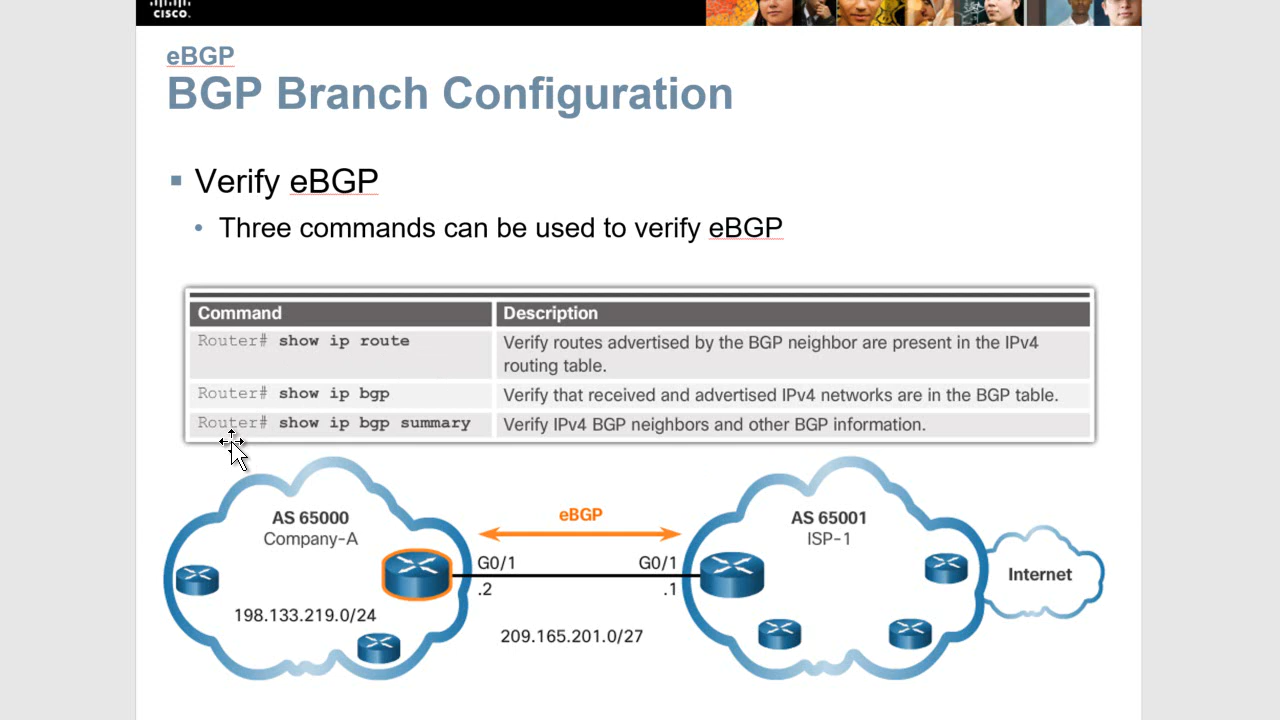 CISCO.
eBGP
BGP Branch Configuration
Verify eBGP
Three commands can be used to verify eBGP
Command Description
Router# show ip route Verify routes advertised by the BGP neighbor are present in the IPv4
routing table.
Router# show ip bgp Verify that received and advertised IPv4 networks are in the BGP table.
Router# show ip bgp summary Verify IPv4 BGP neighbors and other BGP information.
AS 65000
Company-A
eBGP
AS 65001
ISP-1
G0/1
G0/1
.2
.1
Internet
198.133.219.0/24
209.165.201.0/27